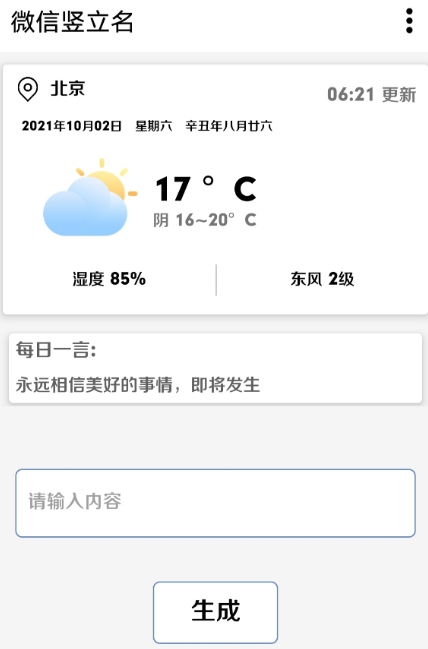 微信竖立名
北京
06:21 更新
2021年10月02日 星期六 辛丑年八月廿六
17 ° C
阴 16~20° C
湿度 85%
东风 2级
每日一言:
永远相信美好的事情，即将发生
请输入内容
生成